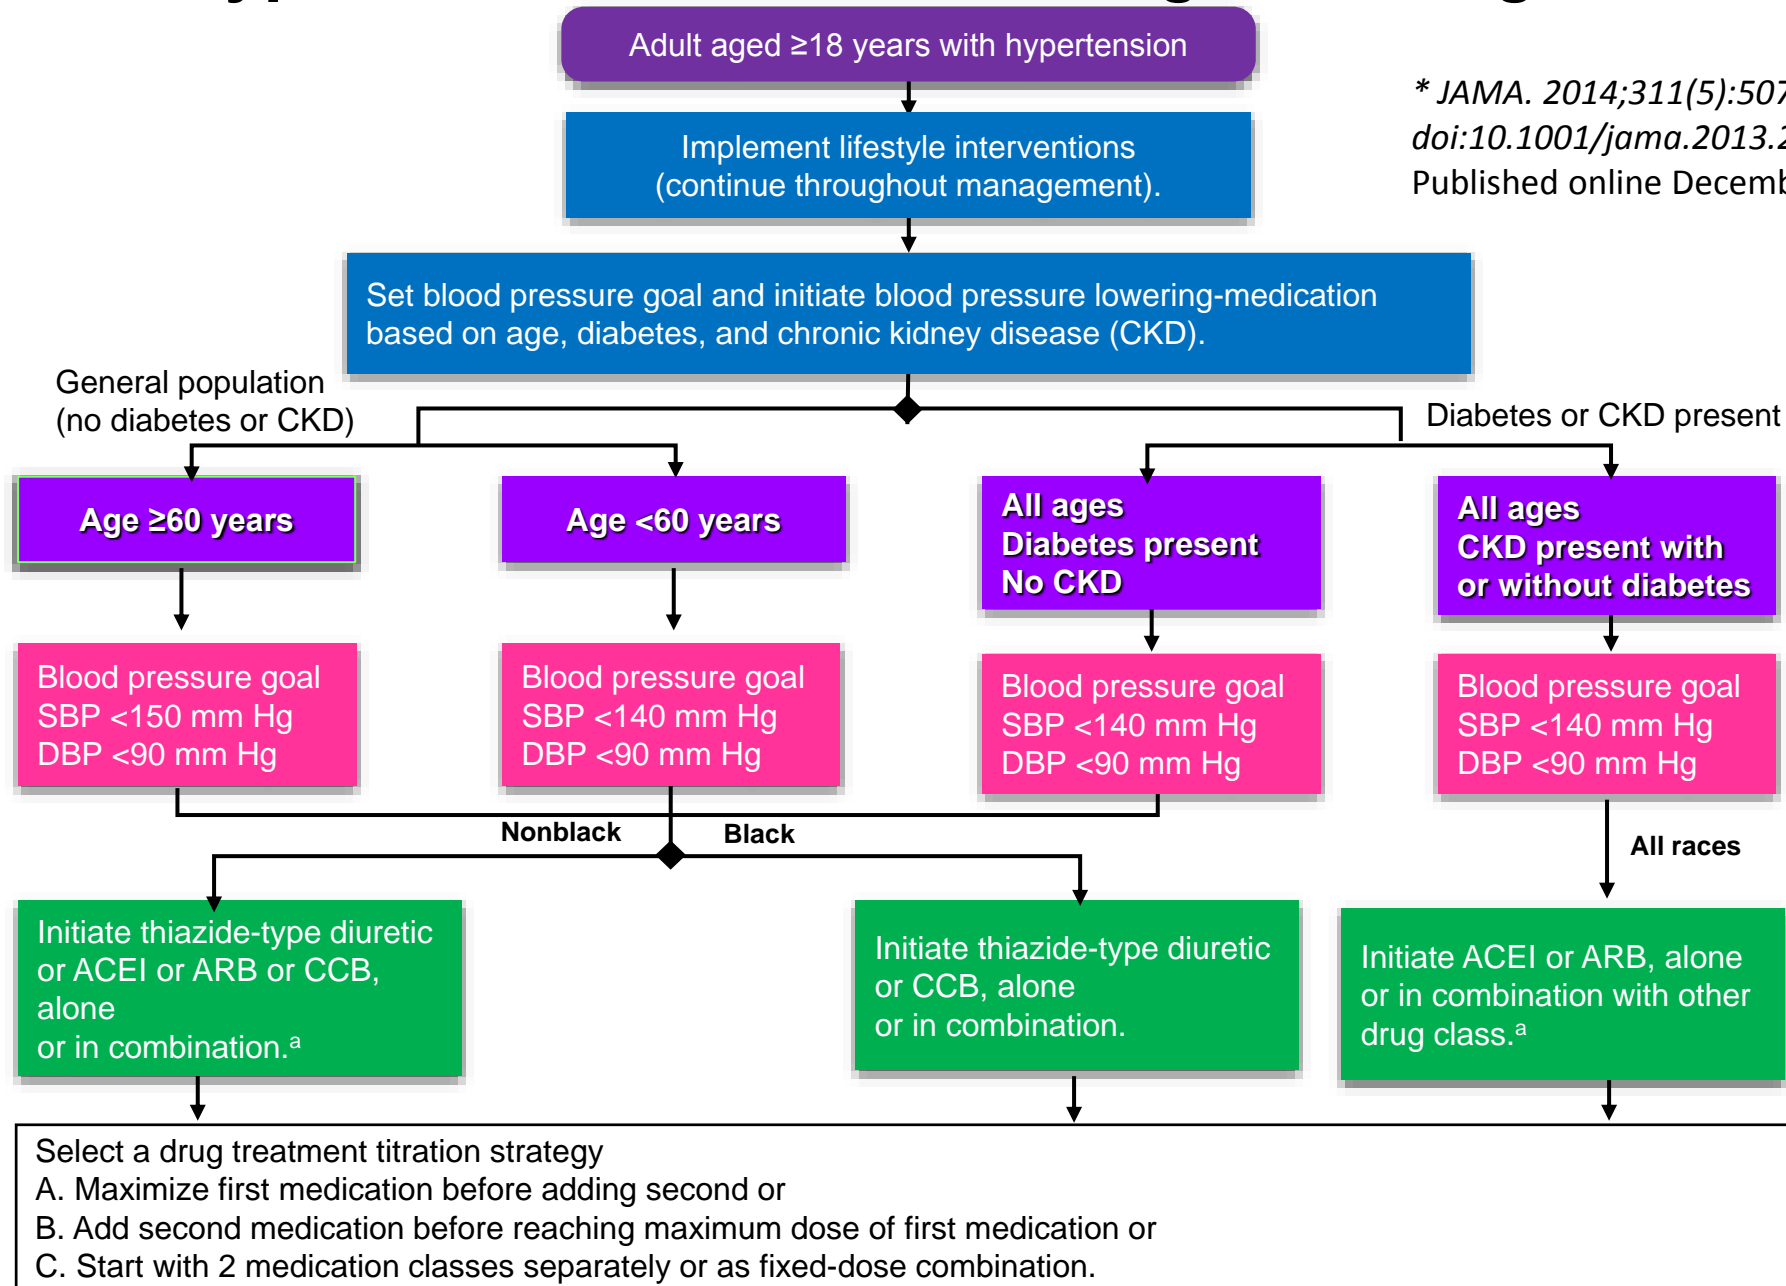 Adult aged ≥18 years with hypertension
* JAMA. 2014;311(5):507
doi:10.1001/jama.2013.2
Published online
Implement lifestyle interventions
(continue throughout management).
Set blood pressure goal and initiate blood pressure lowering-medication
based on age, diabetes, and chronic kidney disease (CKD).
General population
(no diabetes or CKD)
Diabetes or CKD present
Age ≥60 years
Age <60 years
All ages
Diabetes present
No CKD
All ages
CKD present with
or without diabetes
Blood pressure goal
SBP <150 mm Hg
DBP <90 mm Hg
Blood pressure goal
SBP <140 mm Hg
DBP <90 mm Hg
Blood pressure goal
SBP <140 mm Hg
DBP <90 mm Hg
Blood pressure goal
SBP <140 mm Hg
DBP <90 mm Hg
Nonblack
Black
All races
Initiate thiazide-type diuretic
or ACEI or ARB or CCB,
alone
or in combination.ᵃ
Initiate thiazide-type diuretic
or CCB, alone
or in combination.
Initiate ACEI or ARB, alone
or in combination with other
drug class.ᵃ
Select a drug treatment titration strategy
A. Maximize first medication before adding second or
B. Add second medication before reaching maximum dose of first medication or
C. Start with 2 medication classes separately or as fixed-dose combination.